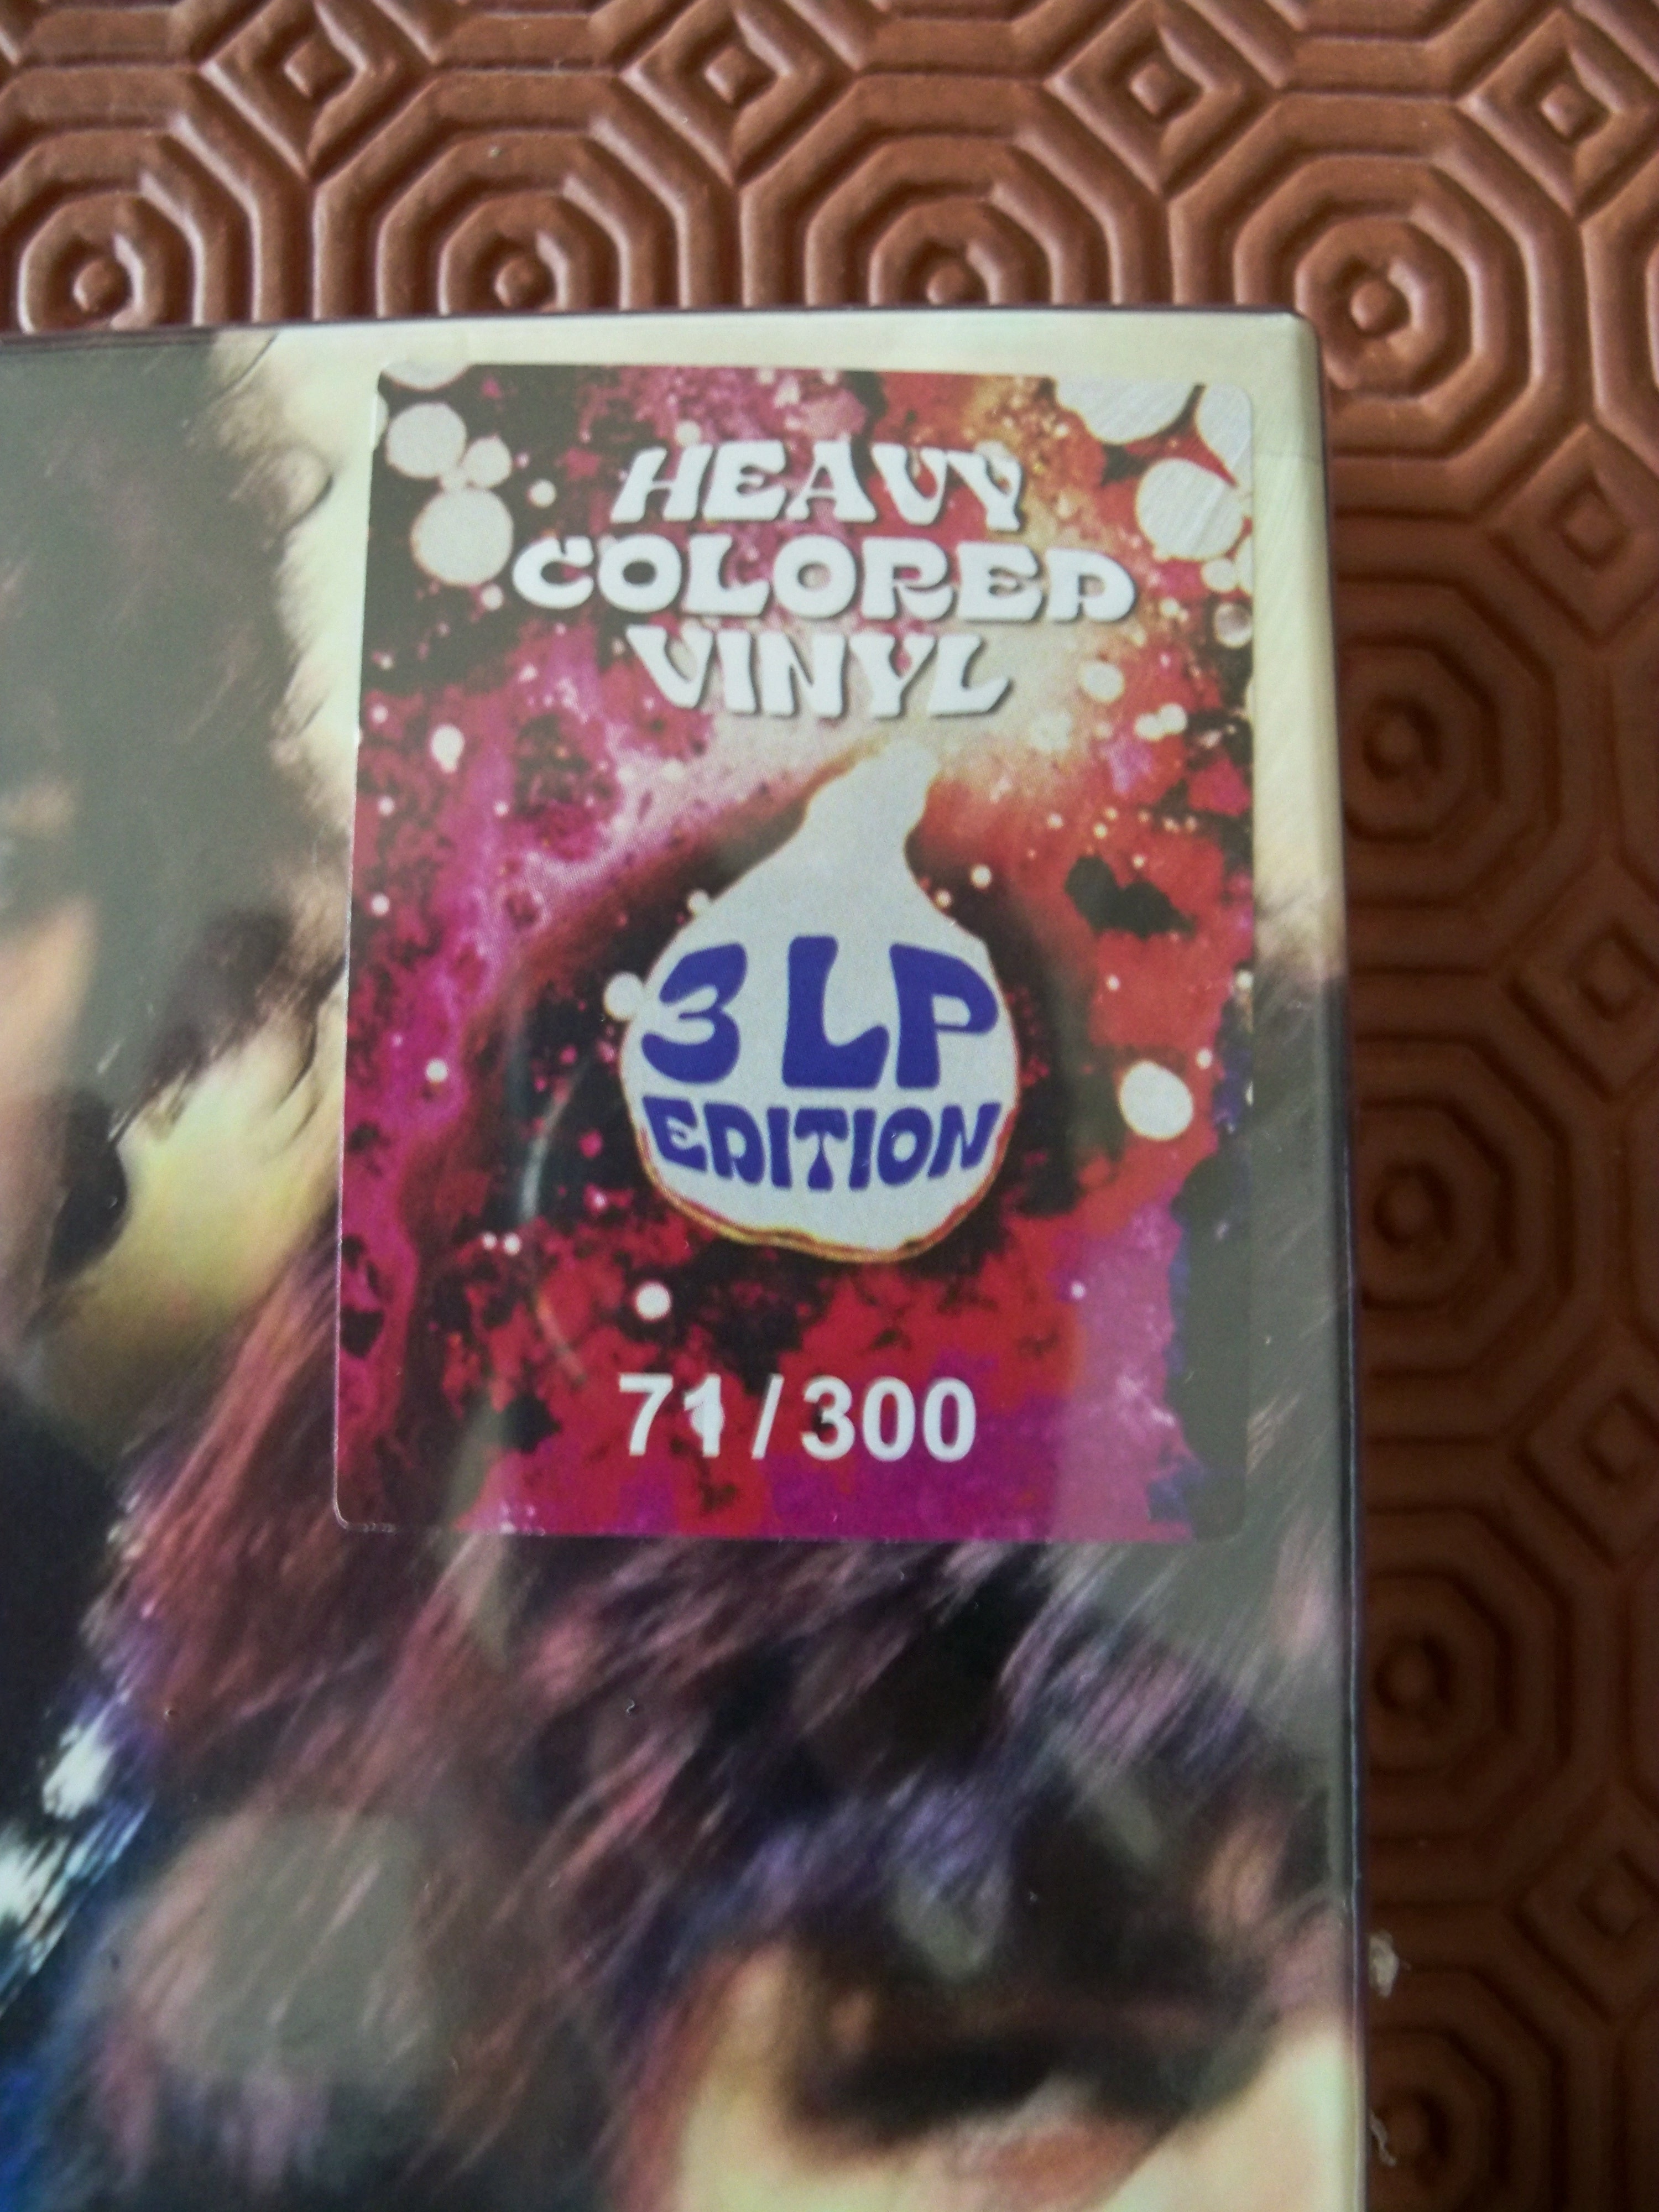 HEAVY
COLORED
VINYL
3 LP
EDITION
71/300